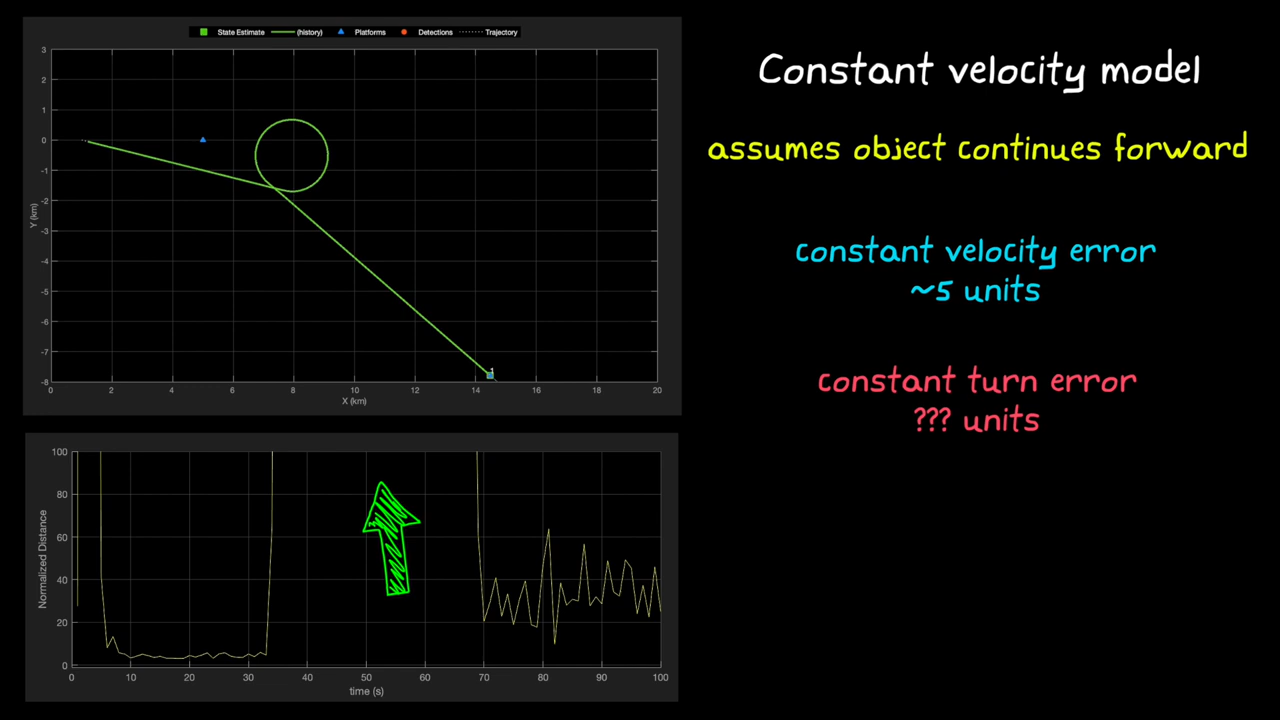 State Estimate (history) Platforms Detections Trajectory
3
2
1
0
-1
-2
-3
-4
-5
-6
-7
-8
Y (km)
1
0 2 4 6 8 10 12 14 16 18 20
X (km)
100
80
60
40
20
0
Normalized Distance
0 10 20 30 40 50 60 70 80 90 100
time (s)
Constant velocity model
assumes object continues forward
constant velocity error
~5 units
constant turn error
??? units